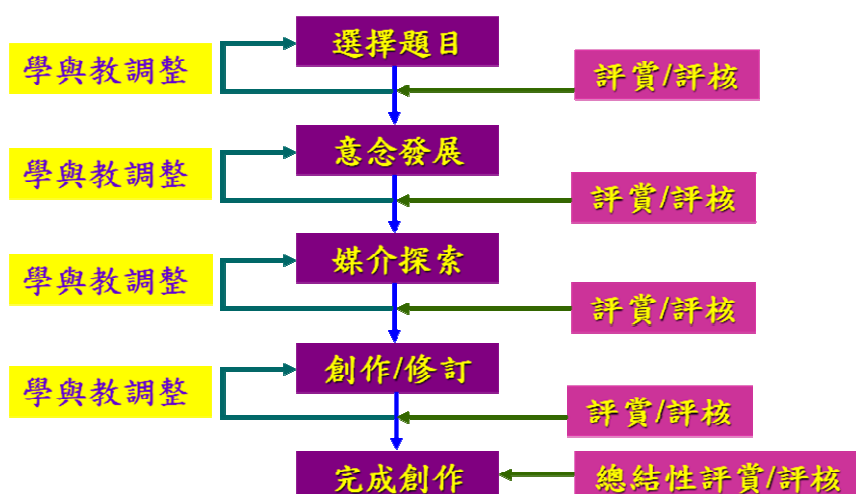 選擇題目
學與教調整
評賞/評核
意念發展
學與教調整
評賞/評核
媒介探索
學與教調整
評賞/評核
創作/修訂
學與教調整
評賞/評核
完成創作
總結性評賞/評核